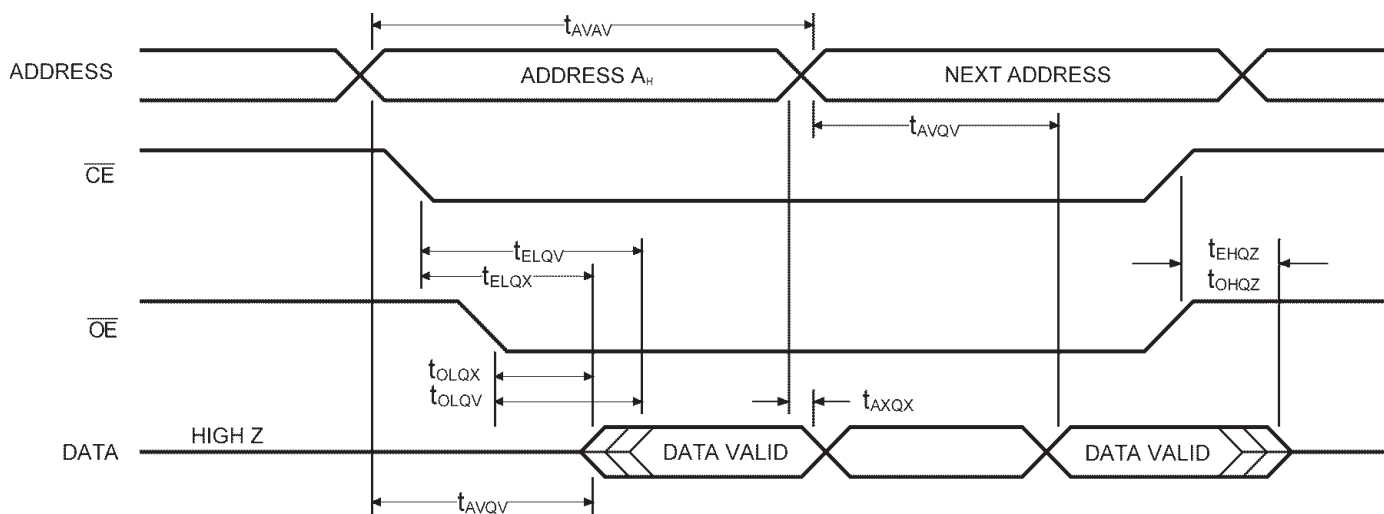 tAVAV
ADDRESS
ADDRESS AH
NEXT ADDRESS
tAVQV
CE
tELQV
tELQX
tEHQZ
tOHQZ
OE
tOLQX
tOLQV
tAXQX
HIGH Z
DATA
DATA VALID
DATA VALID
tAVQV